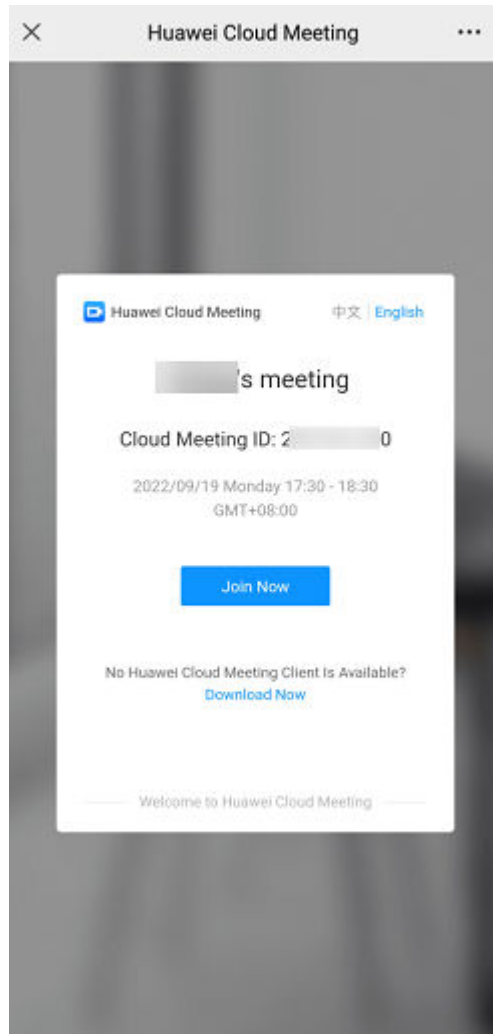 Huawei Cloud Meeting
Huawei Cloud Meeting 中文 English
's meeting
Cloud Meeting ID: 2 0
2022/09/19 Monday 17:30 - 18:30
GMT+08:00
Join Now
No Huawei Cloud Meeting Client Is Available?
Download Now
Welcome to Huawei Cloud Meeting